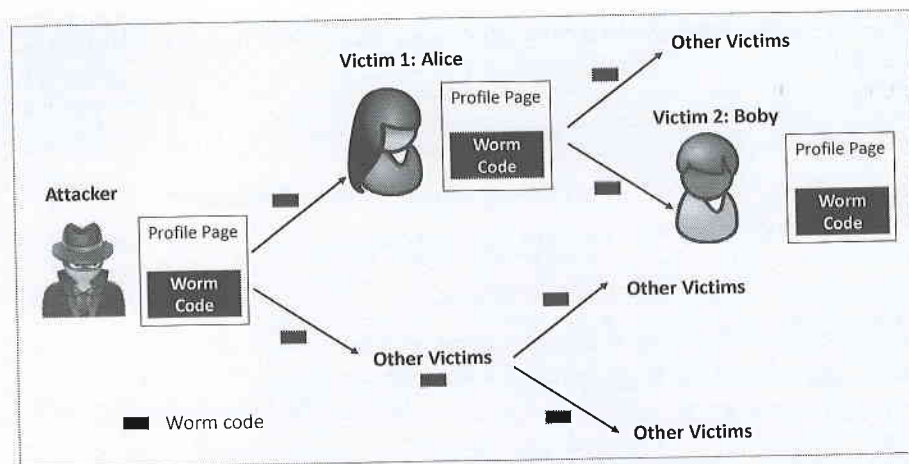 Other Victims
Victim 1: Alice
Profile Page
Worm
Code
Victim 2: Boby
Profile Page
Worm
Code
Attacker
Profile Page
Worm
Code
Other Victims
Other Victims
Worm code
Other Victims